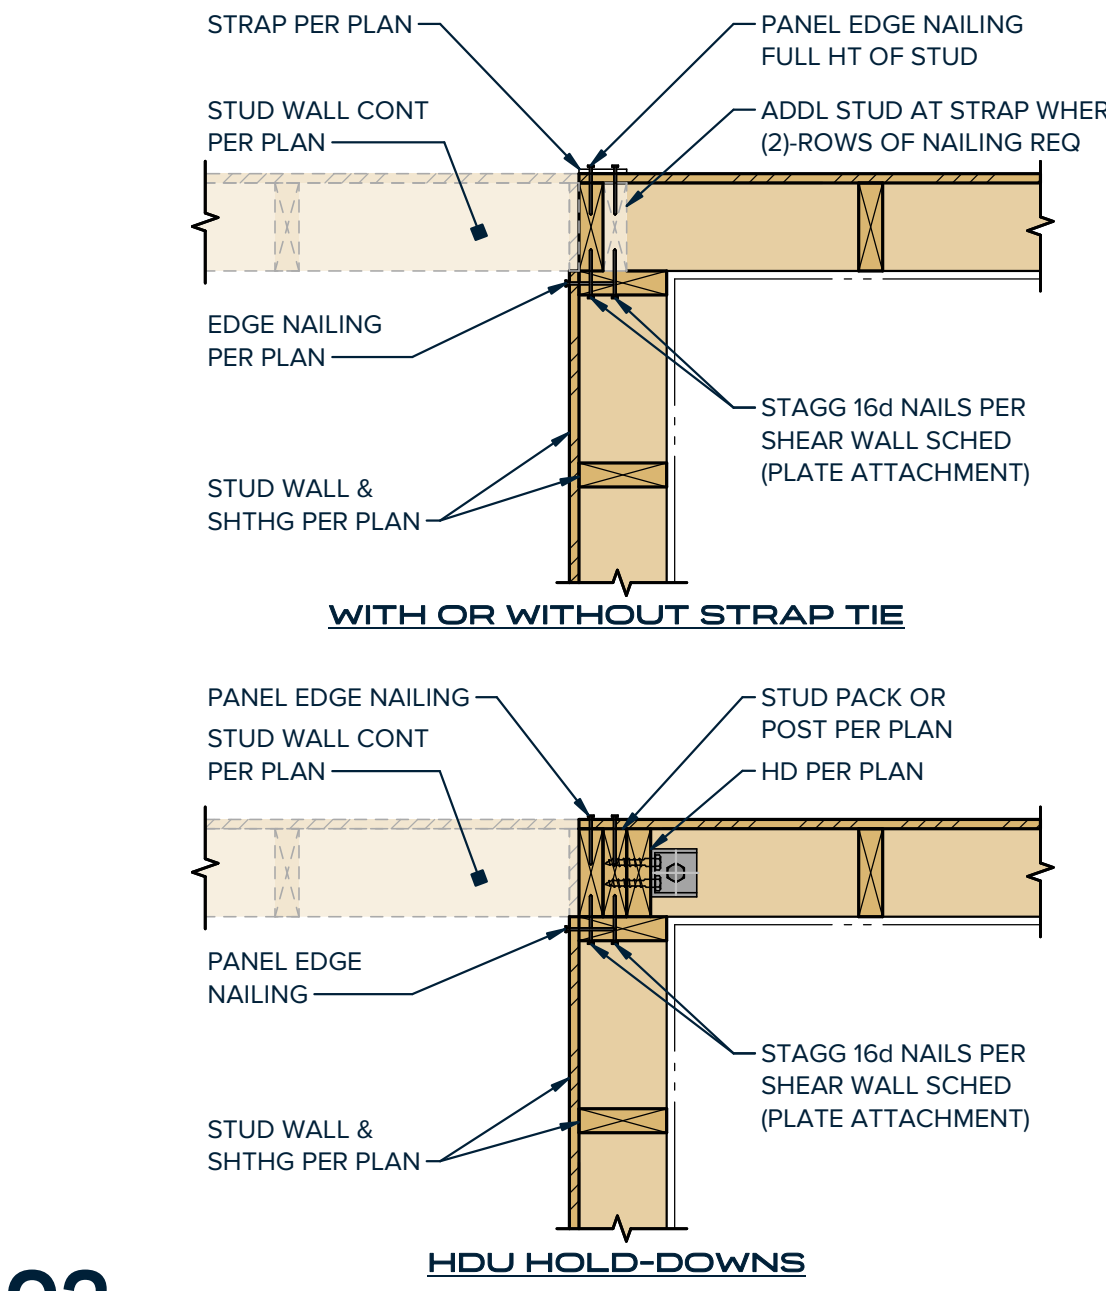 STRAP PER PLAN
PANEL EDGE NAILING
FULL HT OF STUD
STUD WALL CONT
PER PLAN
ADDL STUD AT STRAP
(2)-ROWS OF NAILING REQ
EDGE NAILING
PER PLAN
STAGG 16d NAILS PER
SHEAR WALL SCHED
(PLATE ATTACHMENT)
STUD WALL &
SHTHG PER PLAN
WITH OR WITHOUT STRAP TIE
PANEL EDGE NAILING
STUD PACK OR
POST PER PLAN
STUD WALL CONT
PER PLAN
HD PER PLAN
PANEL EDGE
NAILING
STAGG 16d NAILS PER
SHEAR WALL SCHED
(PLATE ATTACHMENT)
STUD WALL &
SHTHG PER PLAN
HDU HOLD-DOWNS